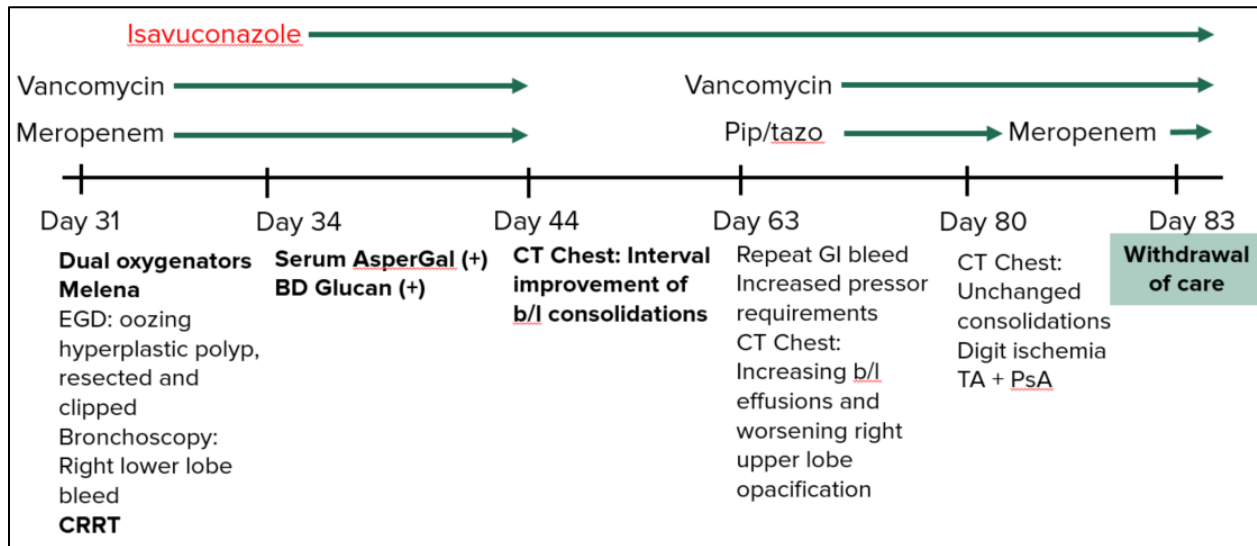 Isavuconazole
Vancomycin
Vancomycin
Meropenem
Pip/tazo
Meropenem
Day 31
Day 34
Day 44
Day 63
Day 80
Day 83
Dual oxygenators
Melena
EGD: oozing
hyperplastic polyp,
resected and
clipped
Bronchoscopy:
Right lower lobe
bleed
CRRT
Serum AsperGal (+)
BD Glucan (+)
CT Chest: Interval
improvement of
b/l consolidations
Repeat GI bleed
Increased pressor
requirements
CT Chest:
Increasing b/l
effusions and
worsening right
upper lobe
opacification
CT Chest:
Unchanged
consolidations
Digit ischemia
TA + PsA
Withdrawal
of care